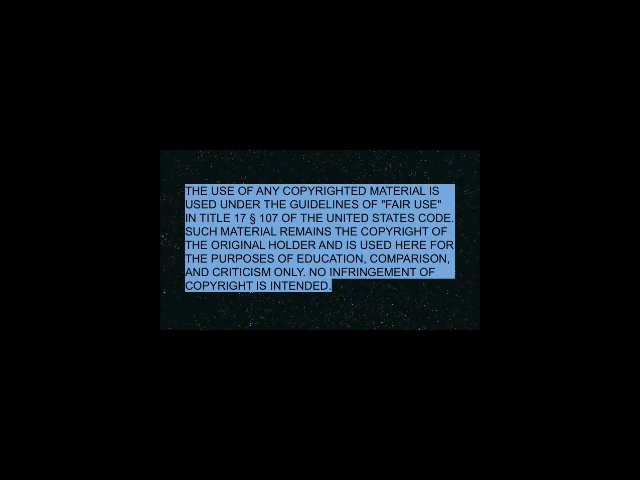 THE USE OF ANY COPYRIGHTED MATERIAL IS
USED UNDER THE GUIDELINES OF "FAIR USE"
IN TITLE 17 § 107 OF THE UNITED STATES CODE.
SUCH MATERIAL REMAINS THE COPYRIGHT OF
THE ORIGINAL HOLDER AND IS USED HERE FOR
THE PURPOSES OF EDUCATION, COMPARISON,
AND CRITICISM ONLY. NO INFRINGEMENT OF
COPYRIGHT IS INTENDED.